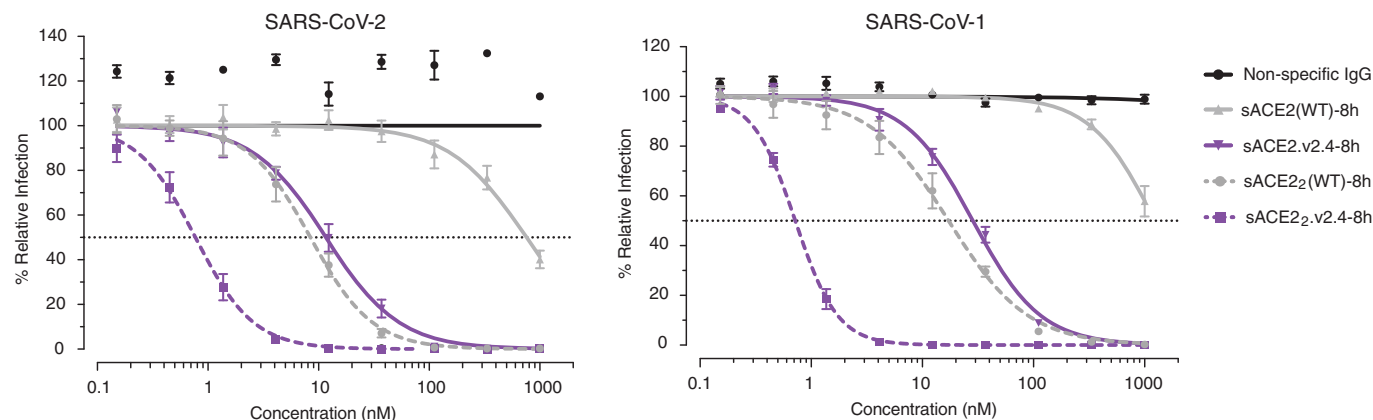 SARS-CoV-2
140
120
100
80
60
40
20
0
% Relative Infection
0.1
1
10
100
1000
Concentration (nM)
SARS-CoV-1
120
100
80
60
40
20
0
% Relative Infection
0.1
1
10
100
1000
Concentration (nM)
Non-specific IgG
sACE2(WT)-8h
sACE2.v2.4-8h
sACE2₂(WT)-8h
sACE2₂.v2.4-8h